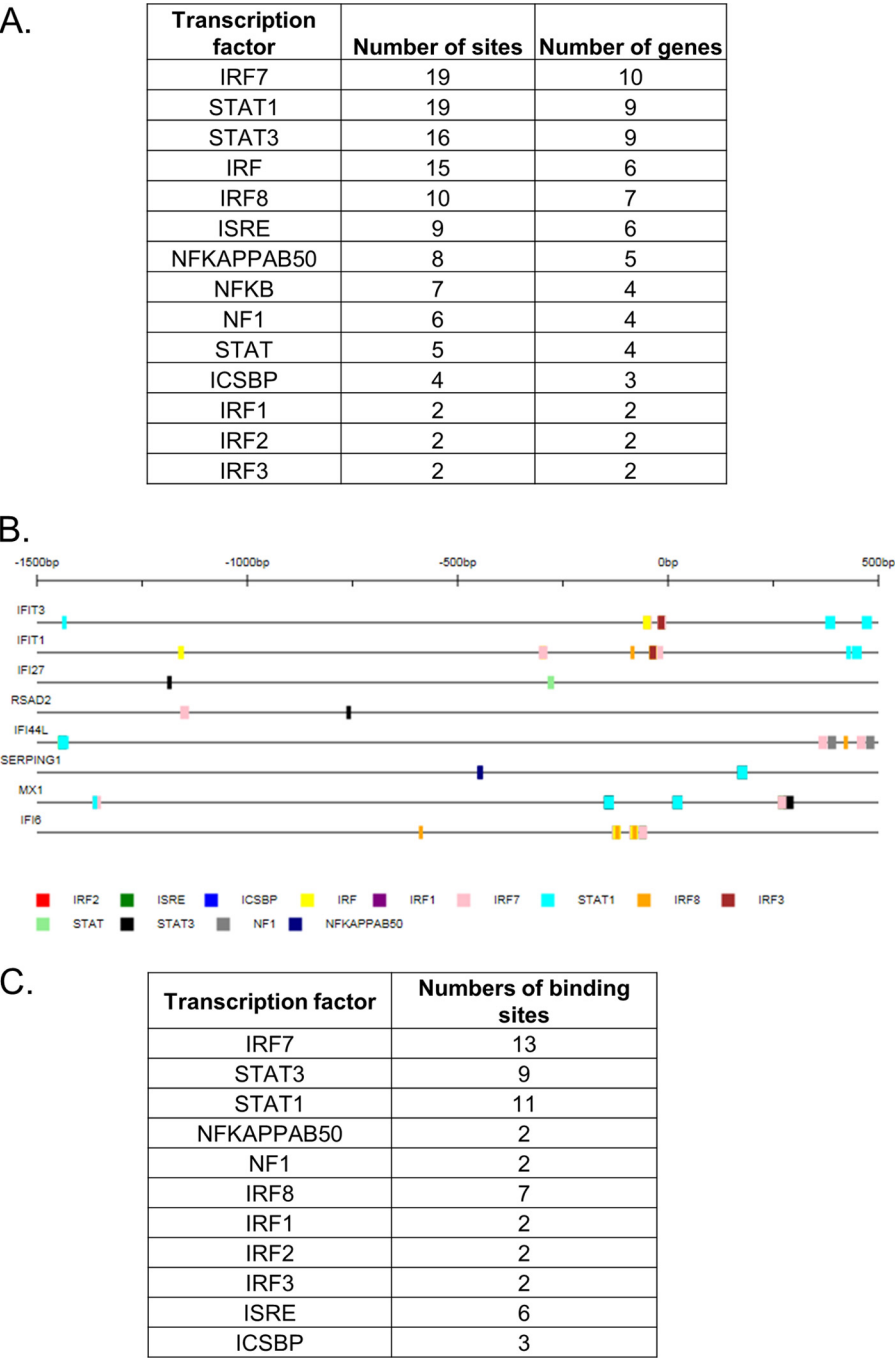 A.
Transcription factor Number of sites Number of genes
IRF7 19 10
STAT1 19 9
STAT3 16 9
IRF 15 6
IRF8 10 7
ISRE 9 6
NFKAPPAB50 8 5
NFKB 7 4
NF1 6 4
STAT 5 4
ICSBP 4 3
IRF1 2 2
IRF2 2 2
IRF3 2 2
B.
-1500bp -1000bp -500bp 0bp 500bp
IFIT3
IFIT1
IFI27
RSAD2
IFI44L
SERPING1
MX1
IFI6
IRF2 ISRE ICSBP IRF IRF1 IRF7 STAT1 IRF8 IRF3
STAT STAT3 NF1 NFKAPPAB50
C.
Transcription factor Numbers of binding sites
IRF7 13
STAT3 9
STAT1 11
NFKAPPAB50 2
NF1 2
IRF8 7
IRF1 2
IRF2 2
IRF3 2
ISRE 6
ICSBP 3